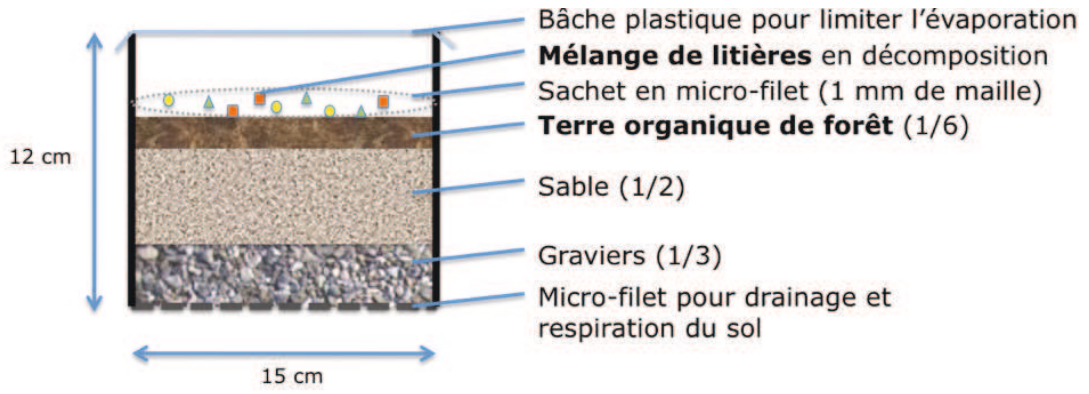 Bâche plastique pour limiter l’évaporation
Mélange de litières en décomposition
Sachet en micro-filet (1 mm de maille)
Terre organique de forêt (1/6)
12 cm
Sable (1/2)
Graviers (1/3)
Micro-filet pour drainage et
respiration du sol
15 cm